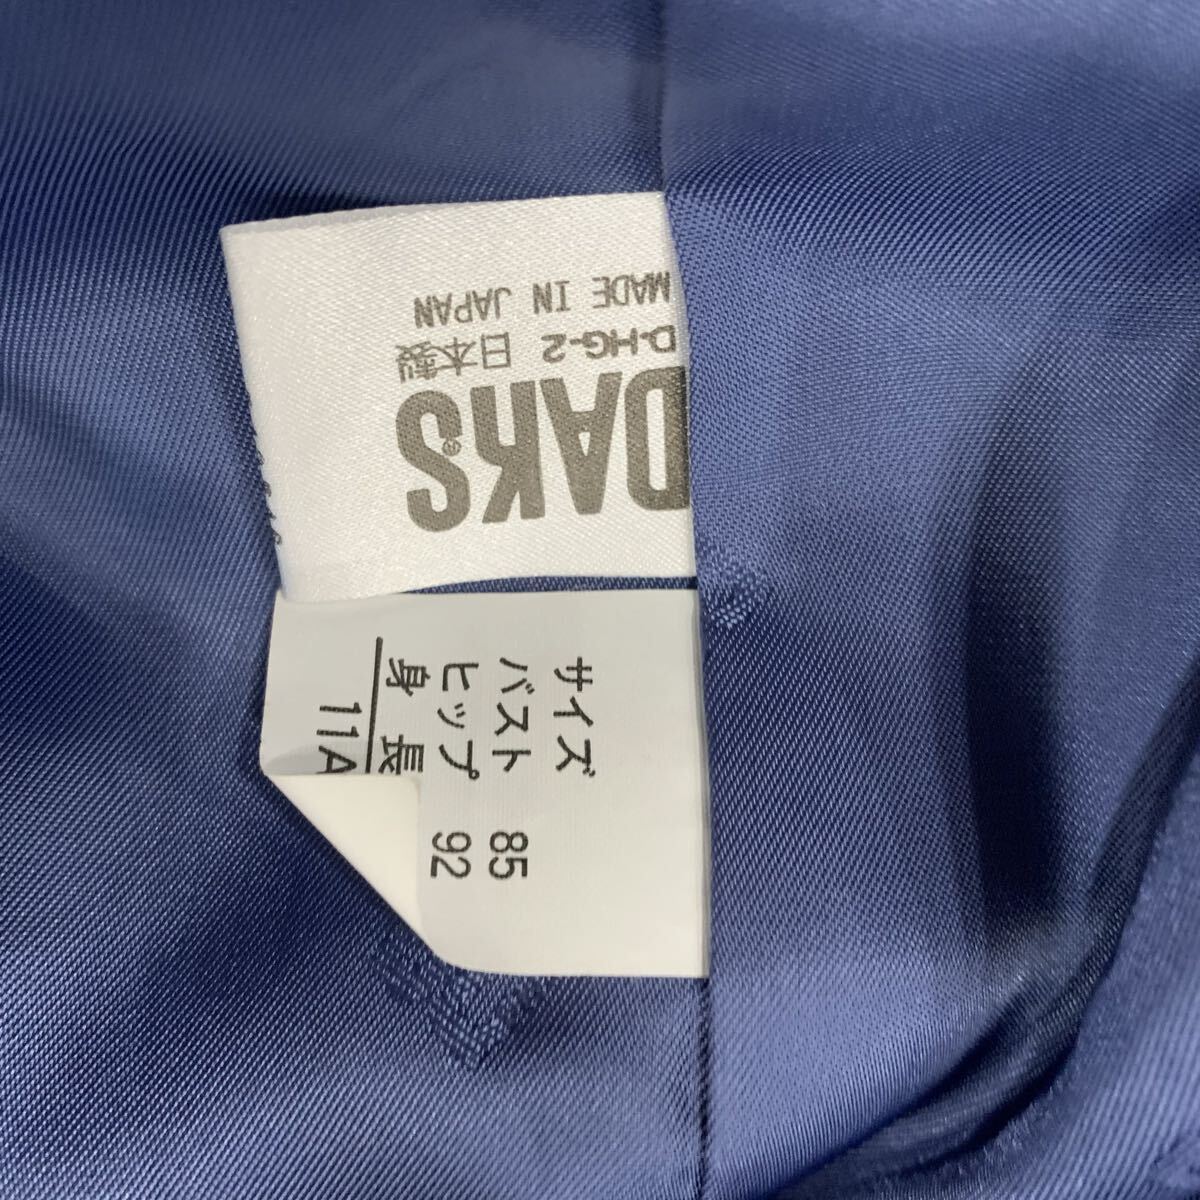 DAKS®
D-HG-2 日本製
MADE IN JAPAN
サイズ
バスト 85
ヒップ 92
身長
11A